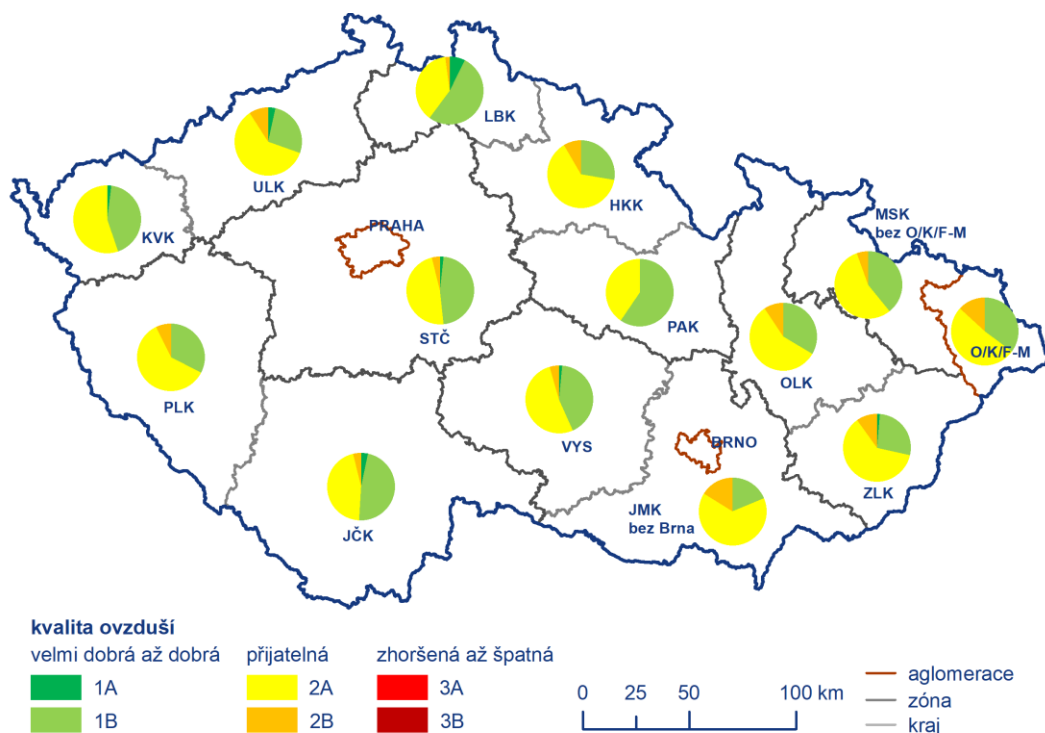 LBK
ULK
HKK
MSK
bez O/K/F-M
PRAHA
KVK
STČ
PAK
O/K/F-M
OLK
PLK
VYS
BRNO
ZLK
JČK
JMK
bez Brna
kvalita ovzduší
velmi dobrá až dobrá
přijatelná
zhoršená až špatná
1A
2A
3A
1B
2B
3B
0 25 50 100 km
aglomerace
zóna
kraj